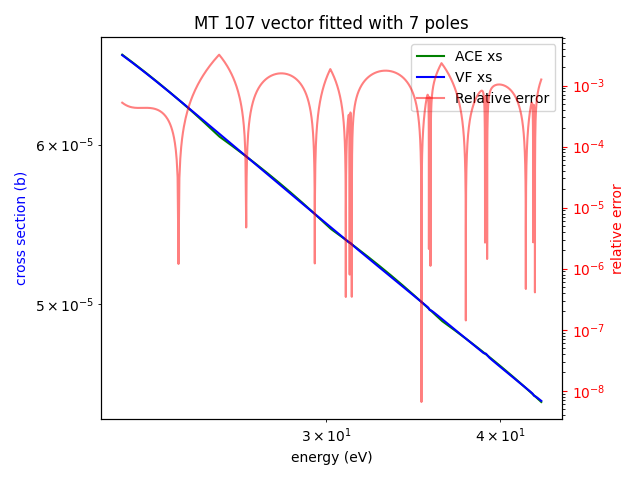 MT 107 vector fitted with 7 poles
ACE xs
VF xs
Relative error
6 × 10⁻⁵
5 × 10⁻⁵
cross section (b)
10⁻³
10⁻⁴
10⁻⁵
10⁻⁶
10⁻⁷
10⁻⁸
relative error
3 × 10¹
4 × 10¹
energy (eV)